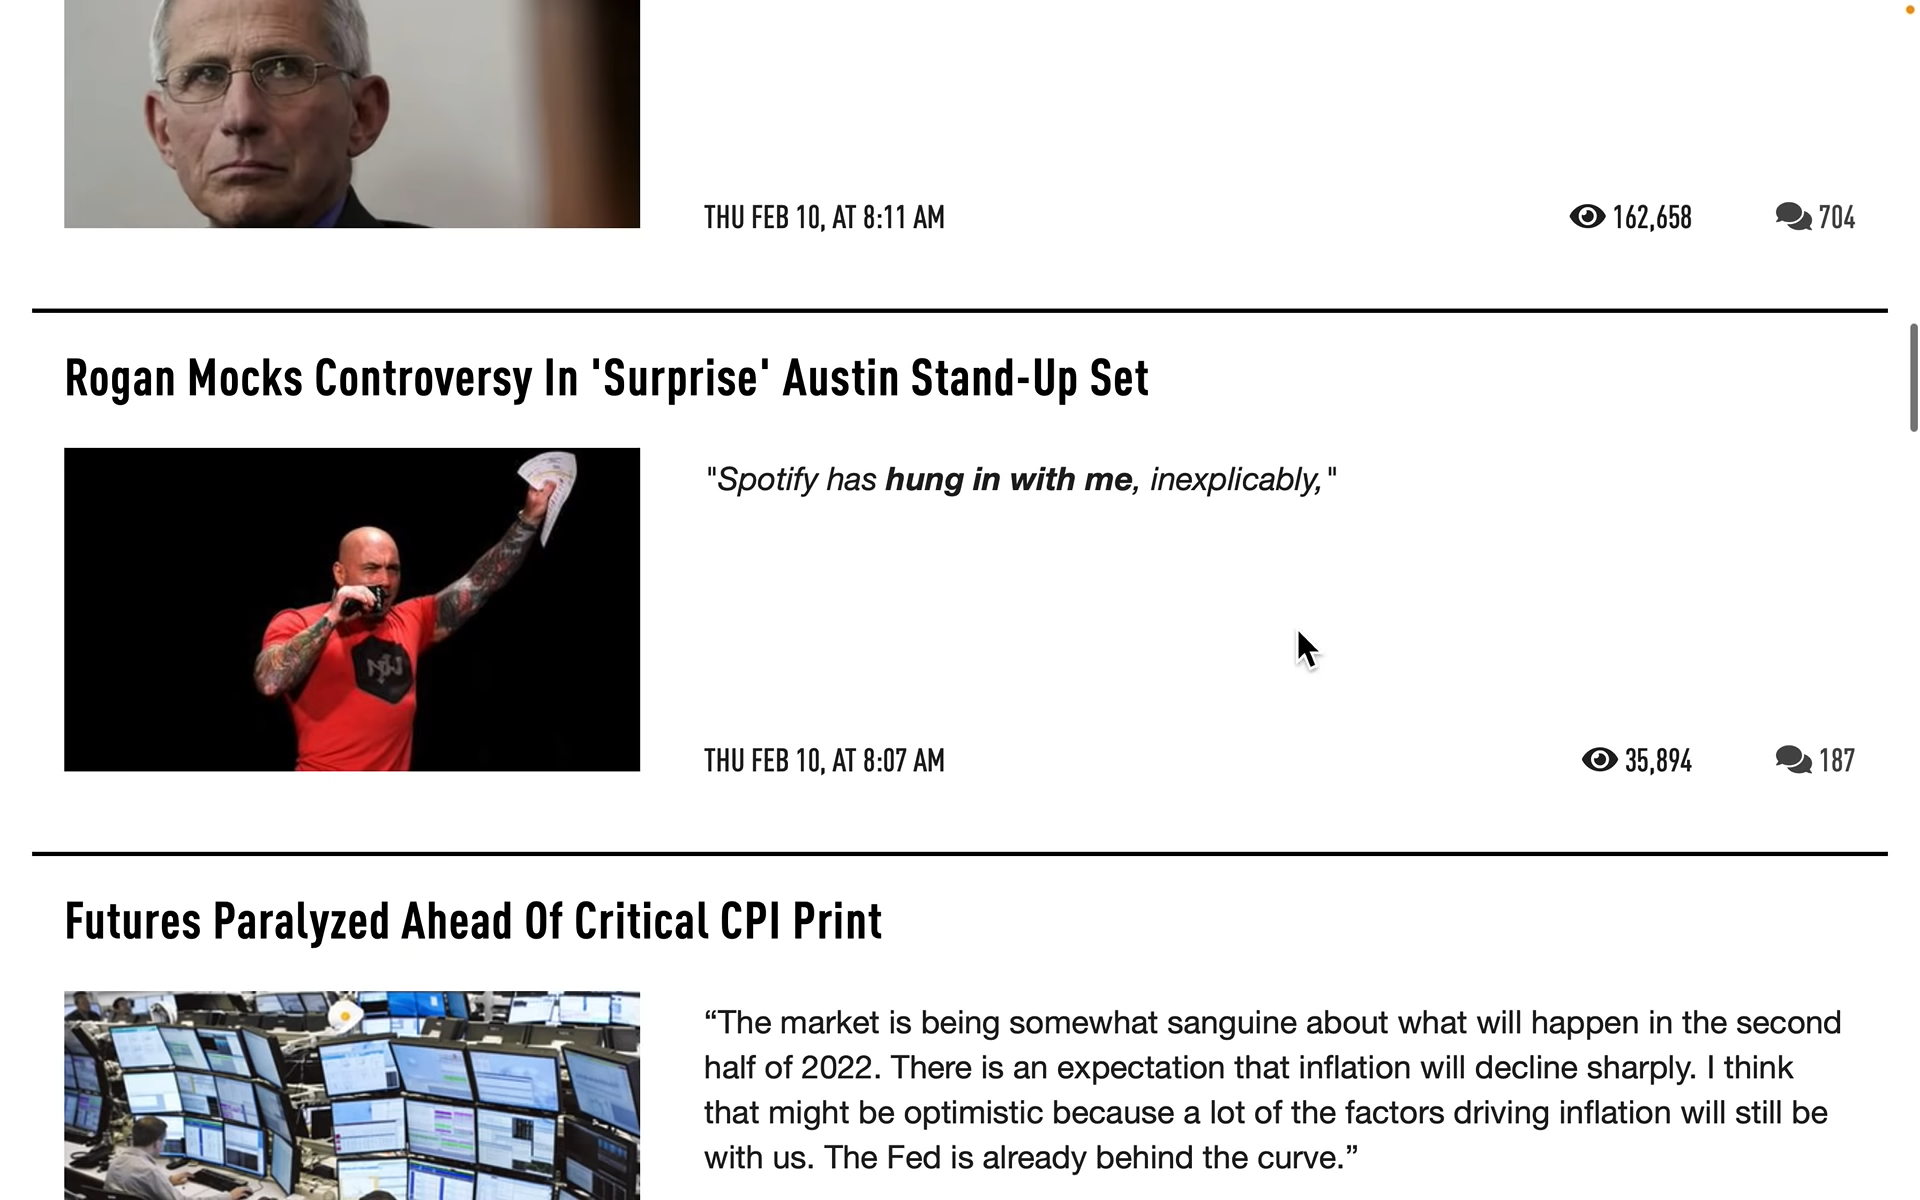 THU FEB 10, AT 8:11 AM 162,658 704
Rogan Mocks Controversy In 'Surprise' Austin Stand-Up Set
"Spotify has hung in with me, inexplicably,"
THU FEB 10, AT 8:07 AM 35,894 187
Futures Paralyzed Ahead Of Critical CPI Print
“The market is being somewhat sanguine about what will happen in the second
half of 2022. There is an expectation that inflation will decline sharply. I think
that might be optimistic because a lot of the factors driving inflation will still be
with us. The Fed is already behind the curve.”